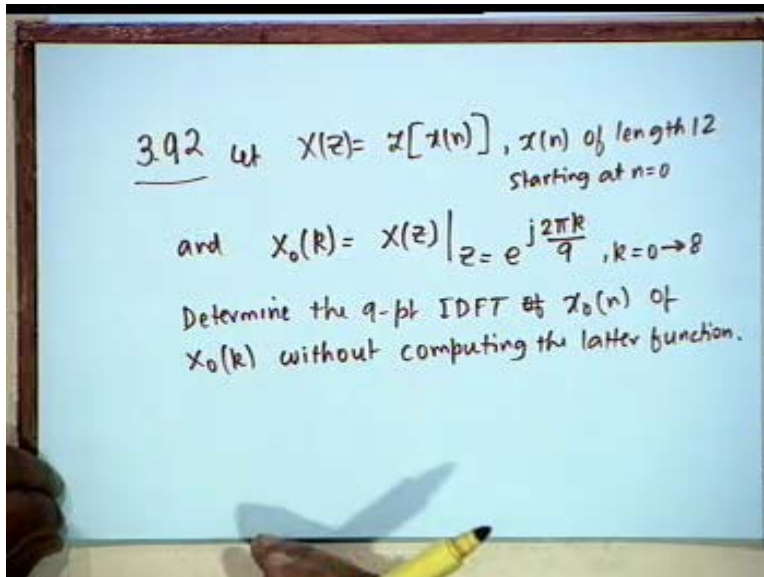 3.92 Let X(z)= Z[x(n)], x(n) of length 12
Starting at n=0
and X₀(k)= X(z)|z= e^j2πk/9, k=0→8
Determine the 9-pt IDFT x₀(n) of
X₀(k) without computing the latter function.